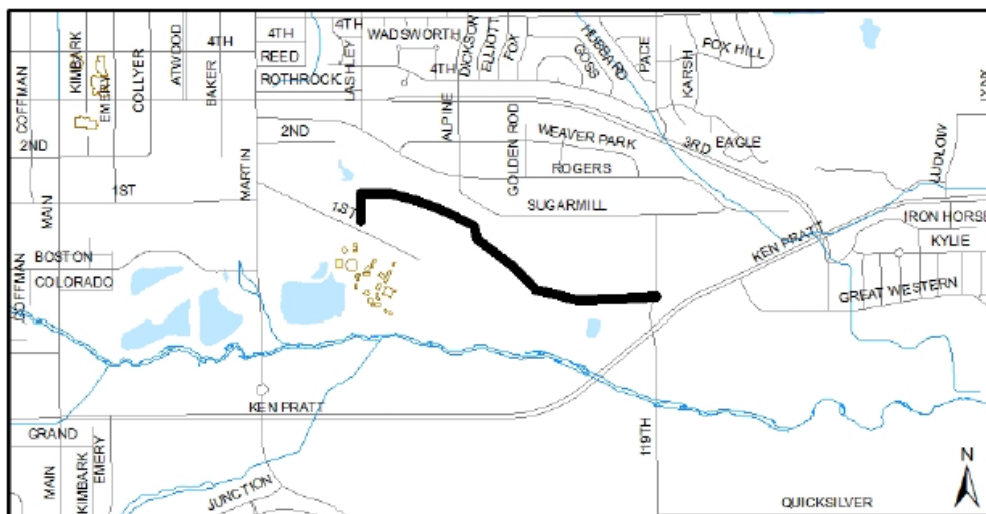 4TH
4TH
WADSWORTH
DICKSON
ELLIOTT
FOX
HUBBARD
GOSS
PACE
KARSH
FOX HILL
COFFMAN
KIMBARK
EMERY
COLLYER
ATWOOD
4TH
BAKER
REED
ROTHROCK
LASHLEY
4TH
ALPINE
GOLDEN ROD
WEAVER PARK
3RD
EAGLE
LUDLOW
2ND
2ND
MARTIN
ROGERS
1ST
1ST
SUGARMILL
MAIN
KEN PRATT
IRON HORSE
KYLIE
BOSTON
COLORADO
COFFMAN
GREAT WESTERN
KEN PRATT
GRAND
EMERY
MAIN
KIMBARK
JUNCTION
119TH
QUICKSILVER
N